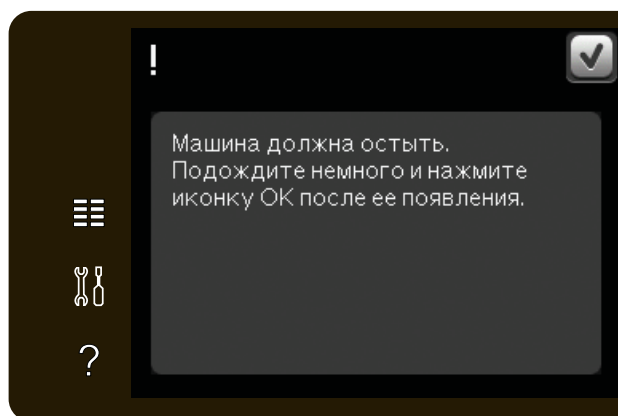 !
Машина должна остыть.
Подождите немного и нажмите
иконку ОК после ее появления.
?